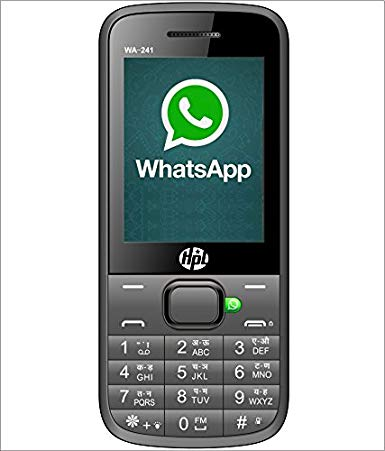 WA-241
WhatsApp
hpl
1 2 अ-ऊ ABC 3 ए-औ DEF
4 क-ङ GHI 5 च-ञ JKL 6 ट-ण MNO
7 त-न PQRS 8 प-म TUV 9 य-ह WXYZ
* + 0 FM #